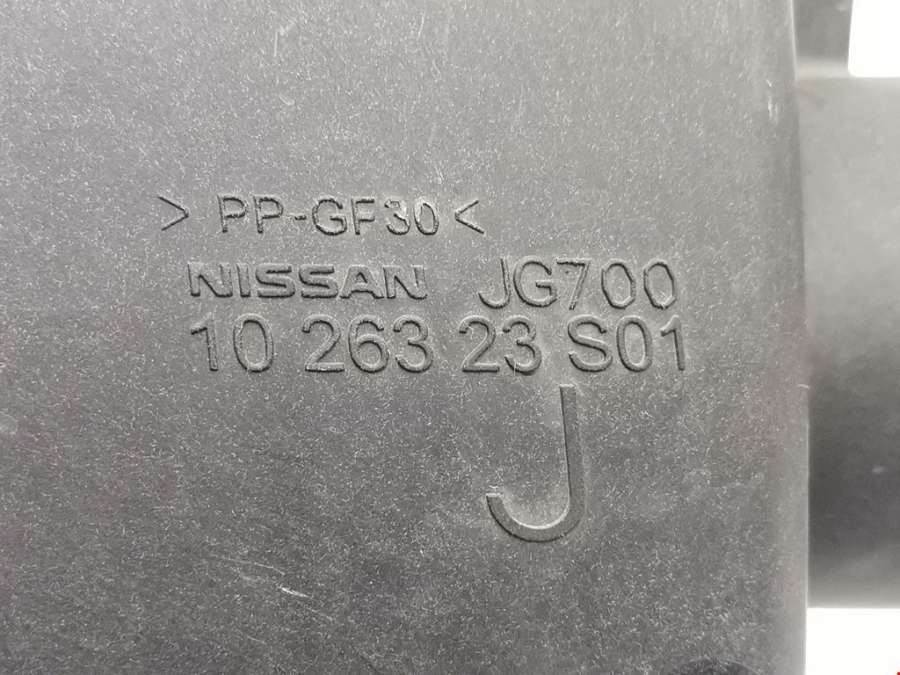 > PP-GF30 <
NISSAN JG700
10 263 23 S01
J